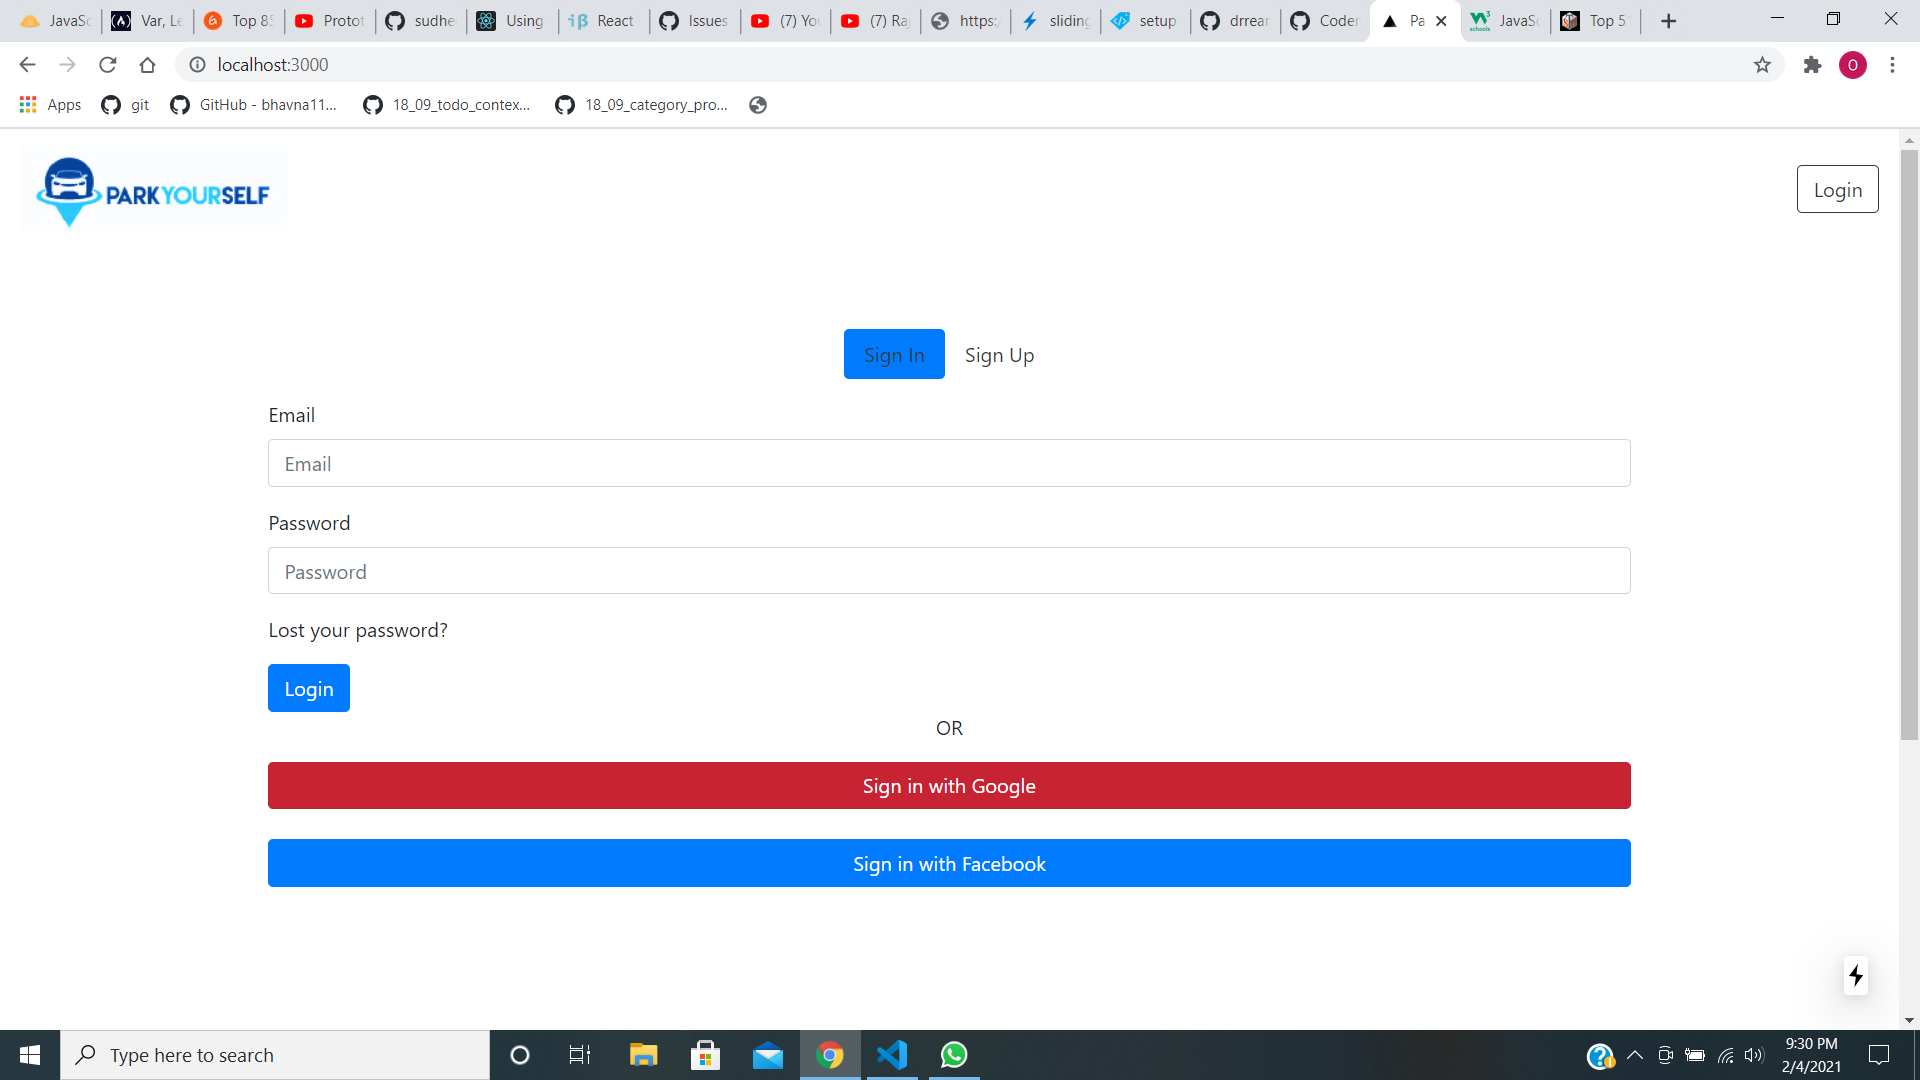 JavaSc
Var, Le
Top 85
Protot
sudhe
Using
React
Issues
(7) You
(7) Ra
https:/
sliding
setup
drrear
Coder
Pa
JavaSc
Top 5
localhost:3000
O
Apps
git
GitHub - bhavna11...
18_09_todo_contex...
18_09_category_pro...
PARKYOURSELF
Login
Sign In
Sign Up
Email
Email
Password
Password
Lost your password?
Login
OR
Sign in with Google
Sign in with Facebook
Type here to search
9:30 PM
2/4/2021